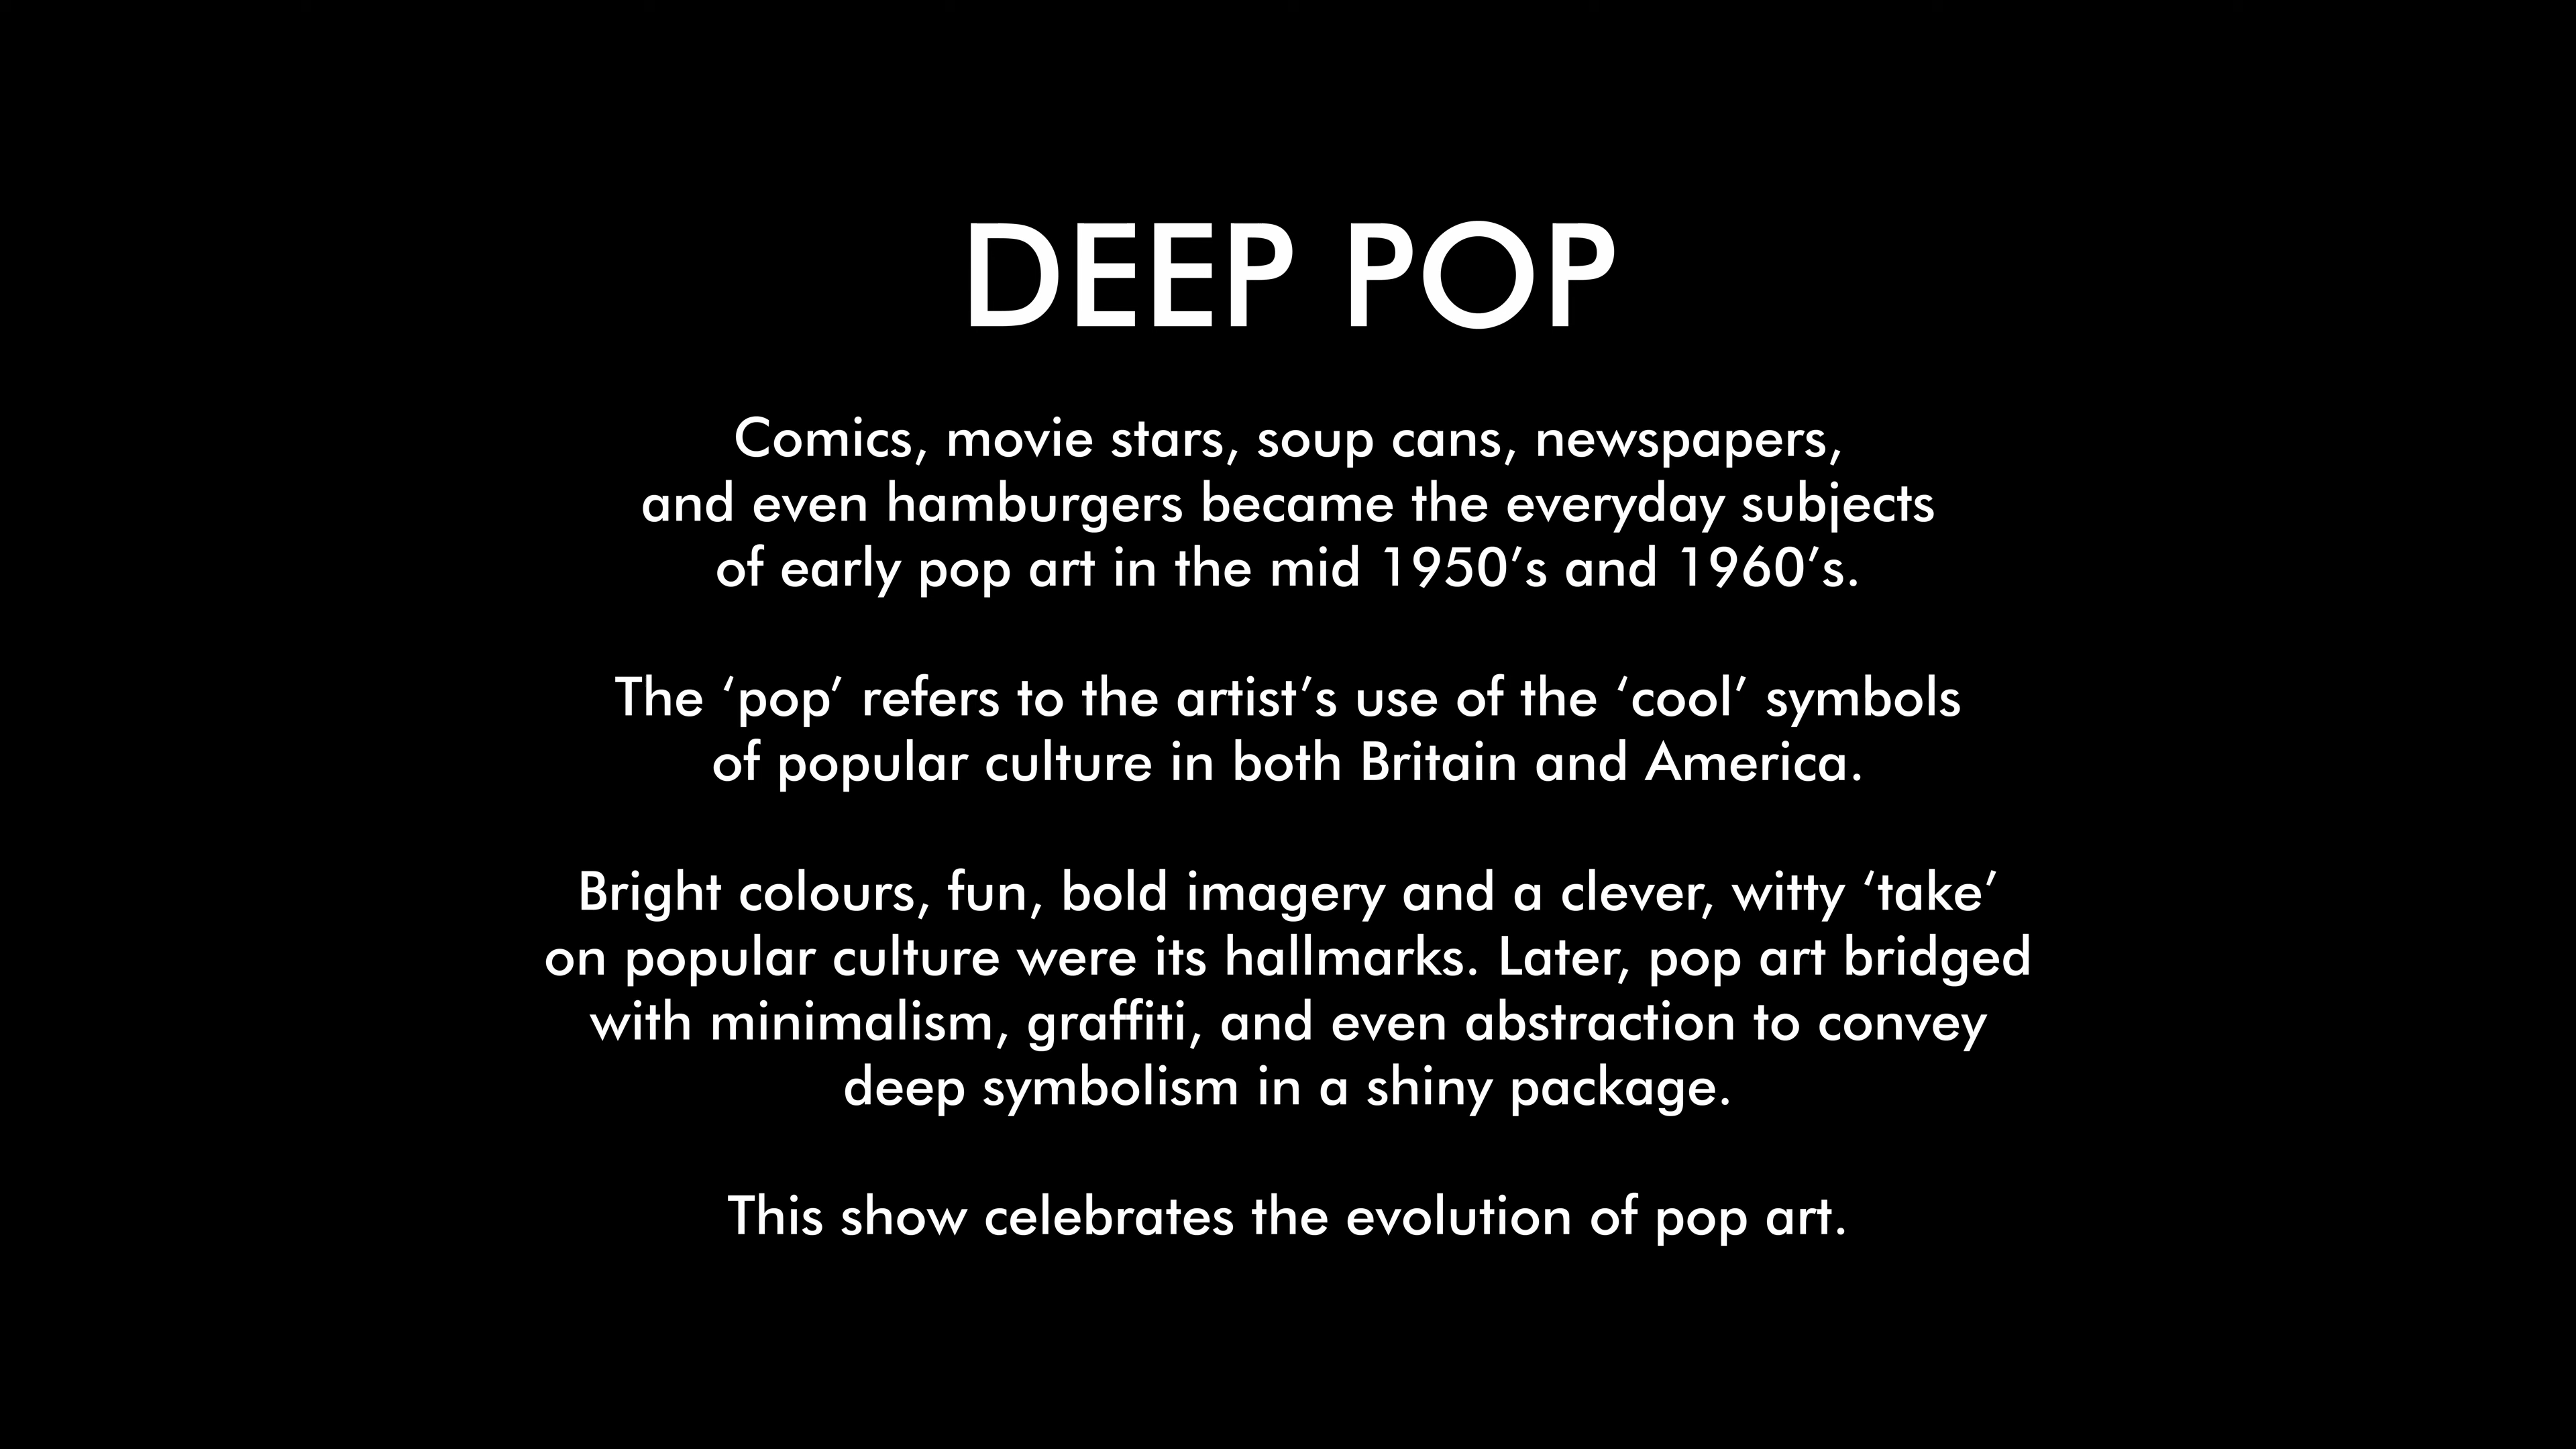 DEEP POP
Comics, movie stars, soup cans, newspapers,
and even hamburgers became the everyday subjects
of early pop art in the mid 1950’s and 1960’s.
The ‘pop’ refers to the artist’s use of the ‘cool’ symbols
of popular culture in both Britain and America.
Bright colours, fun, bold imagery and a clever, witty ‘take’
on popular culture were its hallmarks. Later, pop art bridged
with minimalism, graffiti, and even abstraction to convey
deep symbolism in a shiny package.
This show celebrates the evolution of pop art.